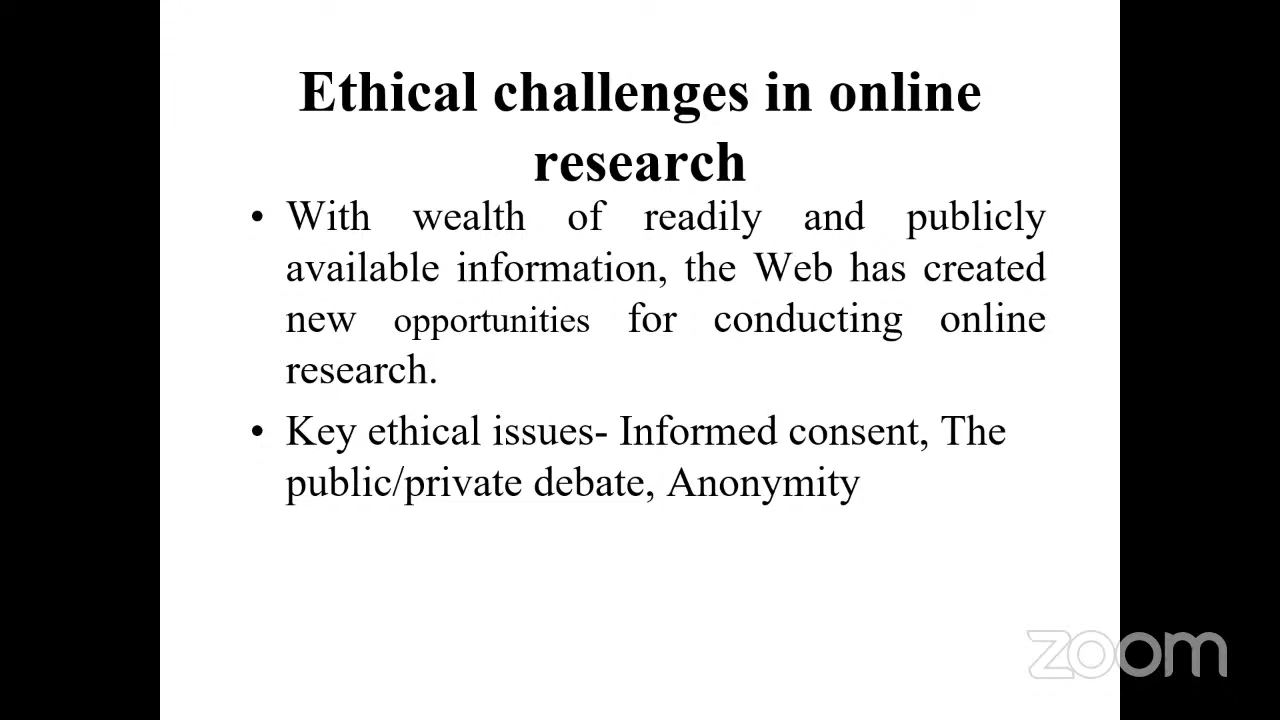 Ethical challenges in online
research
• With wealth of readily and publicly
available information, the Web has created
new opportunities for conducting online
research.
• Key ethical issues- Informed consent, The
public/private debate, Anonymity
zoom